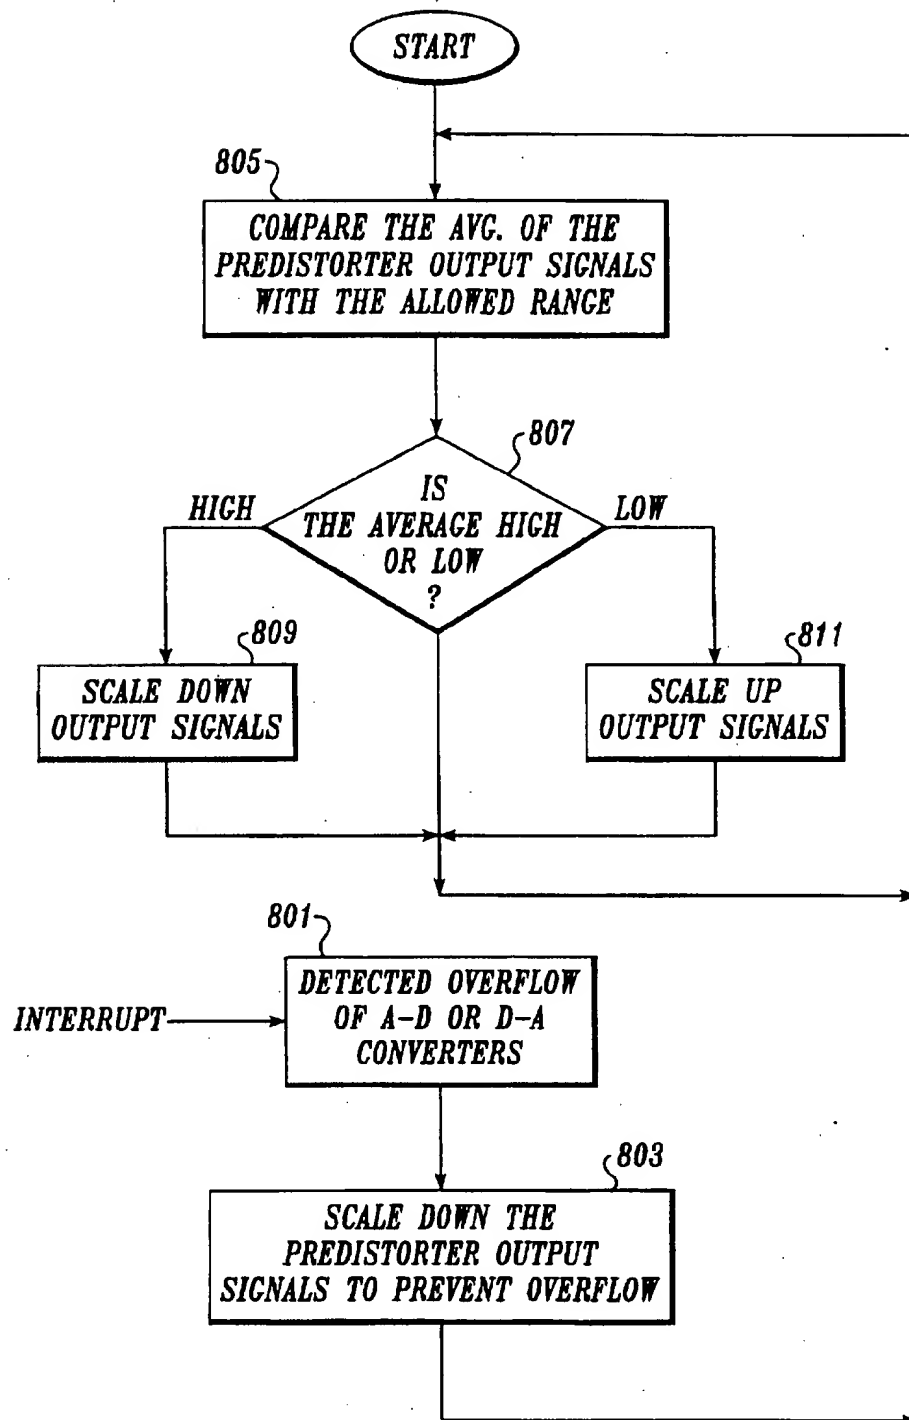 START
805
COMPARE THE AVG. OF THE
PREDISTORTER OUTPUT SIGNALS
WITH THE ALLOWED RANGE
807
IS
THE AVERAGE HIGH
OR LOW
?
HIGH
LOW
809
SCALE DOWN
OUTPUT SIGNALS
811
SCALE UP
OUTPUT SIGNALS
801
DETECTED OVERFLOW
OF A-D OR D-A
CONVERTERS
INTERRUPT
803
SCALE DOWN THE
PREDISTORTER OUTPUT
SIGNALS TO PREVENT OVERFLOW